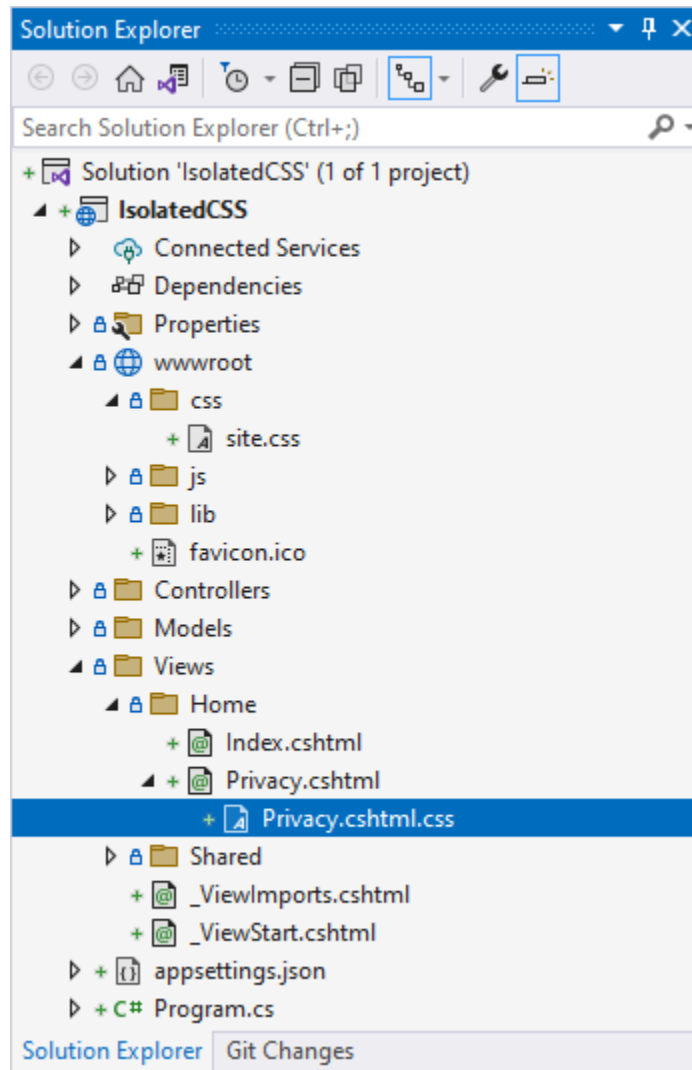 Solution Explorer
Search Solution Explorer (Ctrl+;)
Solution 'IsolatedCSS' (1 of 1 project)
IsolatedCSS
Connected Services
Dependencies
Properties
wwwroot
css
site.css
js
lib
favicon.ico
Controllers
Models
Views
Home
Index.cshtml
Privacy.cshtml
Privacy.cshtml.css
Shared
_ViewImports.cshtml
_ViewStart.cshtml
appsettings.json
C# Program.cs
Solution Explorer Git Changes